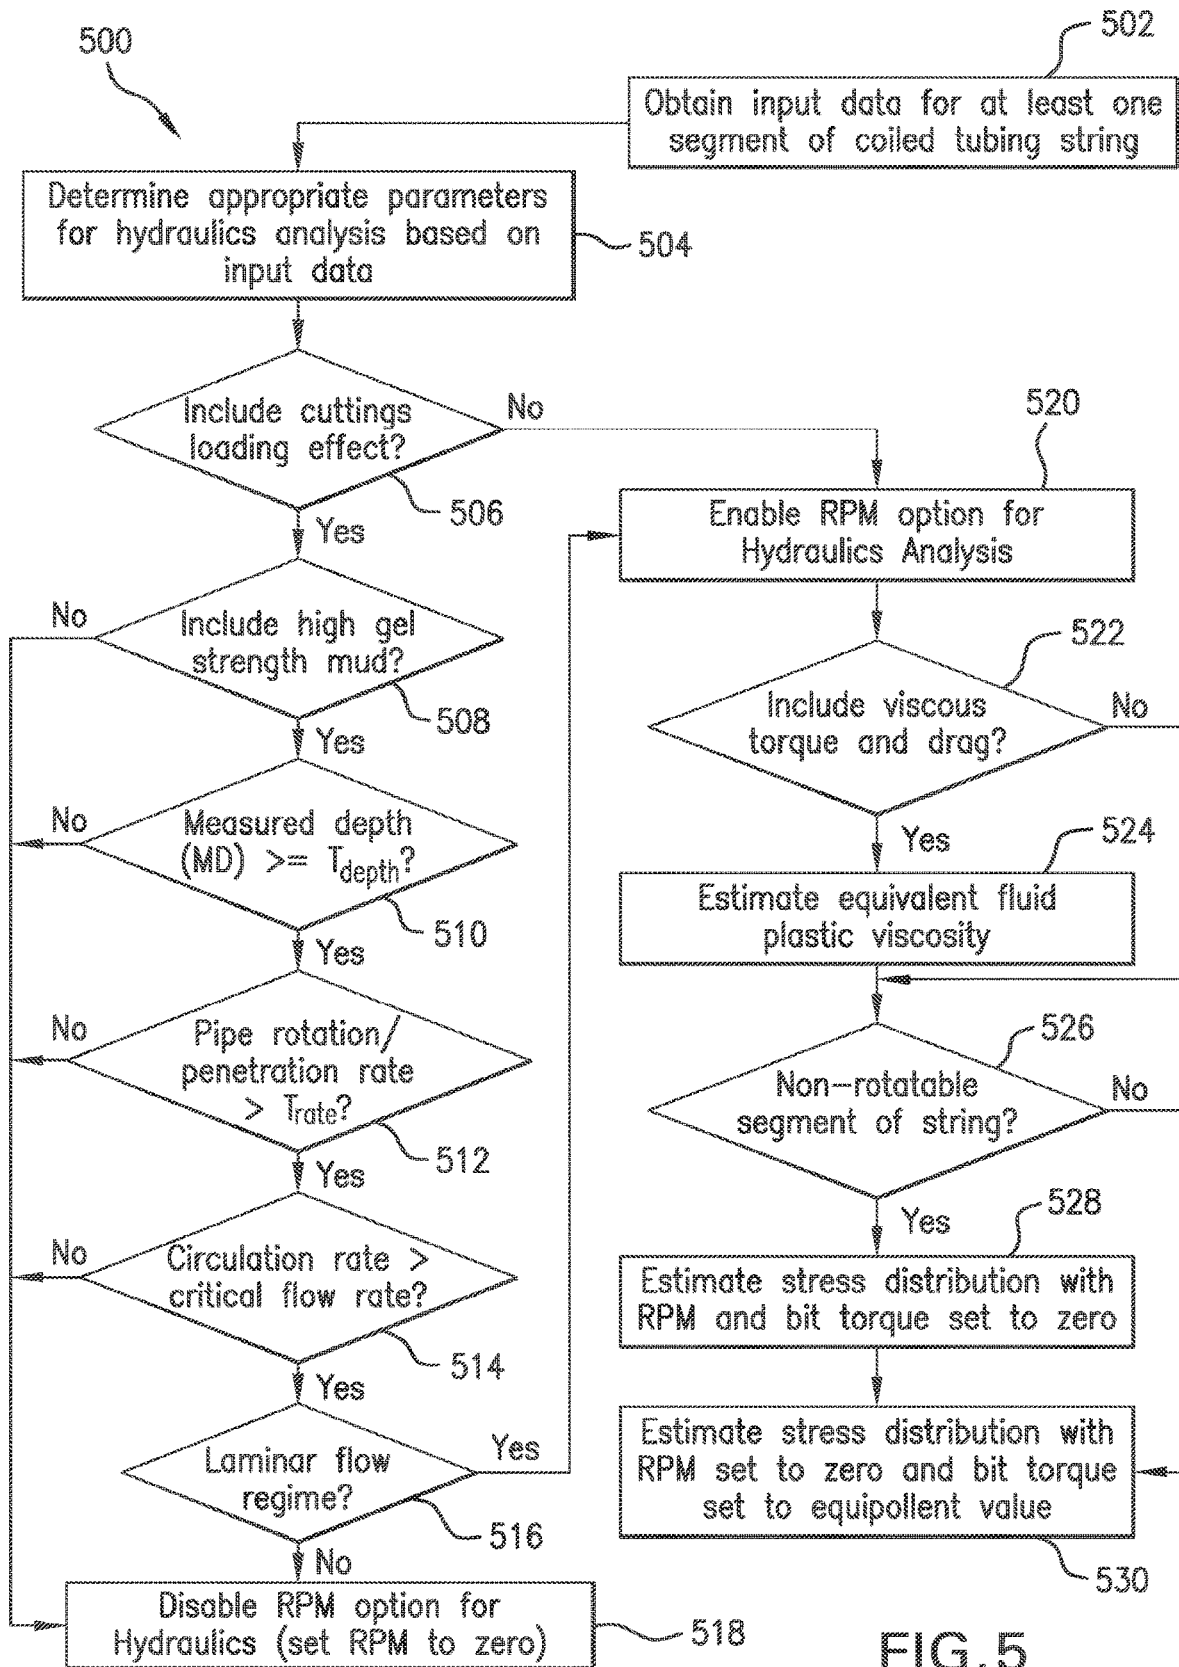 500
502
Obtain input data for at least one
segment of coiled tubing string
Determine appropriate parameters
for hydraulics analysis based on
input data
504
Include cuttings
loading effect?
No
506
Yes
Include high gel
strength mud?
No
508
Yes
Measured depth
(MD) >= Tdepth?
No
510
Yes
Pipe rotation/
penetration rate
> Trate?
No
512
Yes
Circulation rate >
critical flow rate?
No
514
Yes
Laminar flow
regime?
Yes
516
No
Disable RPM option for
Hydraulics (set RPM to zero)
518
520
Enable RPM option for
Hydraulics Analysis
522
Include viscous
torque and drag?
No
Yes
524
Estimate equivalent fluid
plastic viscosity
526
Non-rotatable
segment of string?
No
Yes
528
Estimate stress distribution with
RPM and bit torque set to zero
Estimate stress distribution with
RPM set to zero and bit torque
set to equipollent value
530
FIG. 5